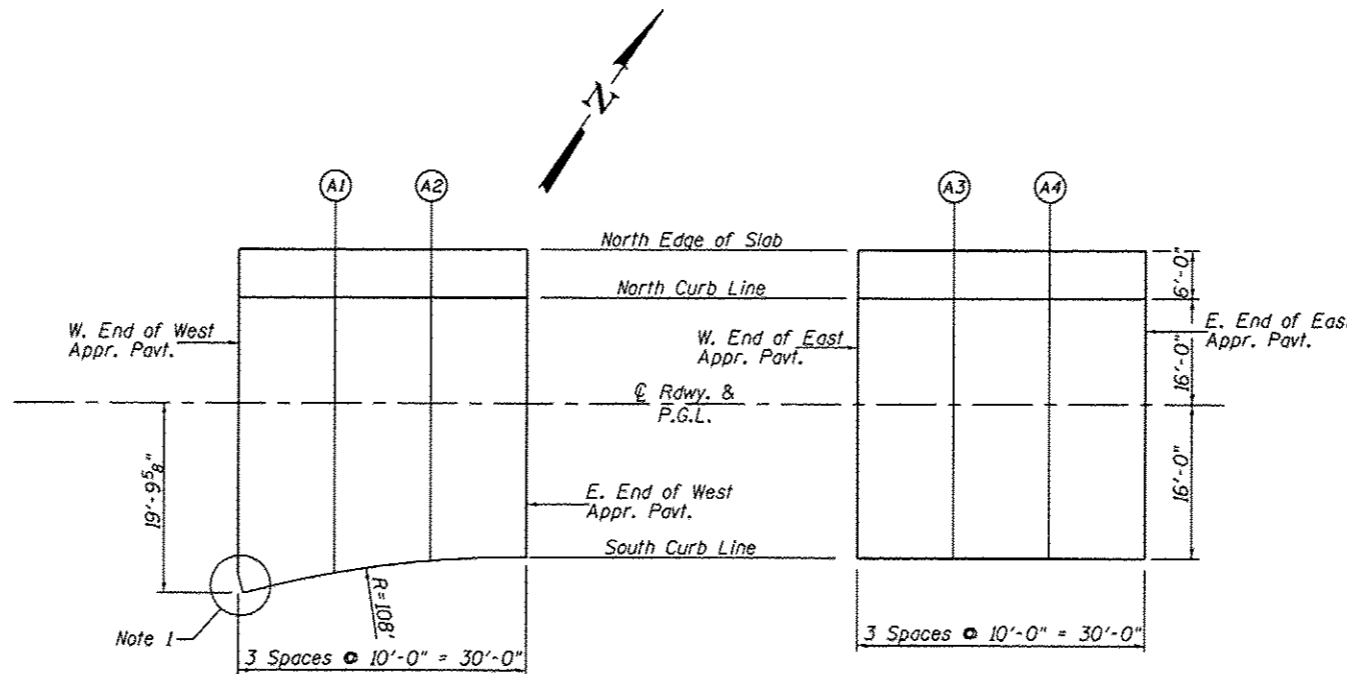 N
A1
A2
A3
A4
North Edge of Slab
North Curb Line
W. End of West
Appr. Pavt.
W. End of East
Appr. Pavt.
E. End of East
Appr. Pavt.
6'-0"
16'-0"
℄ Rdwy. &
P.G.L.
19'-9 5/8"
16'-0"
E. End of West
Appr. Pavt.
South Curb Line
R=108'
Note 1
3 Spaces @ 10'-0" = 30'-0"
3 Spaces @ 10'-0" = 30'-0"